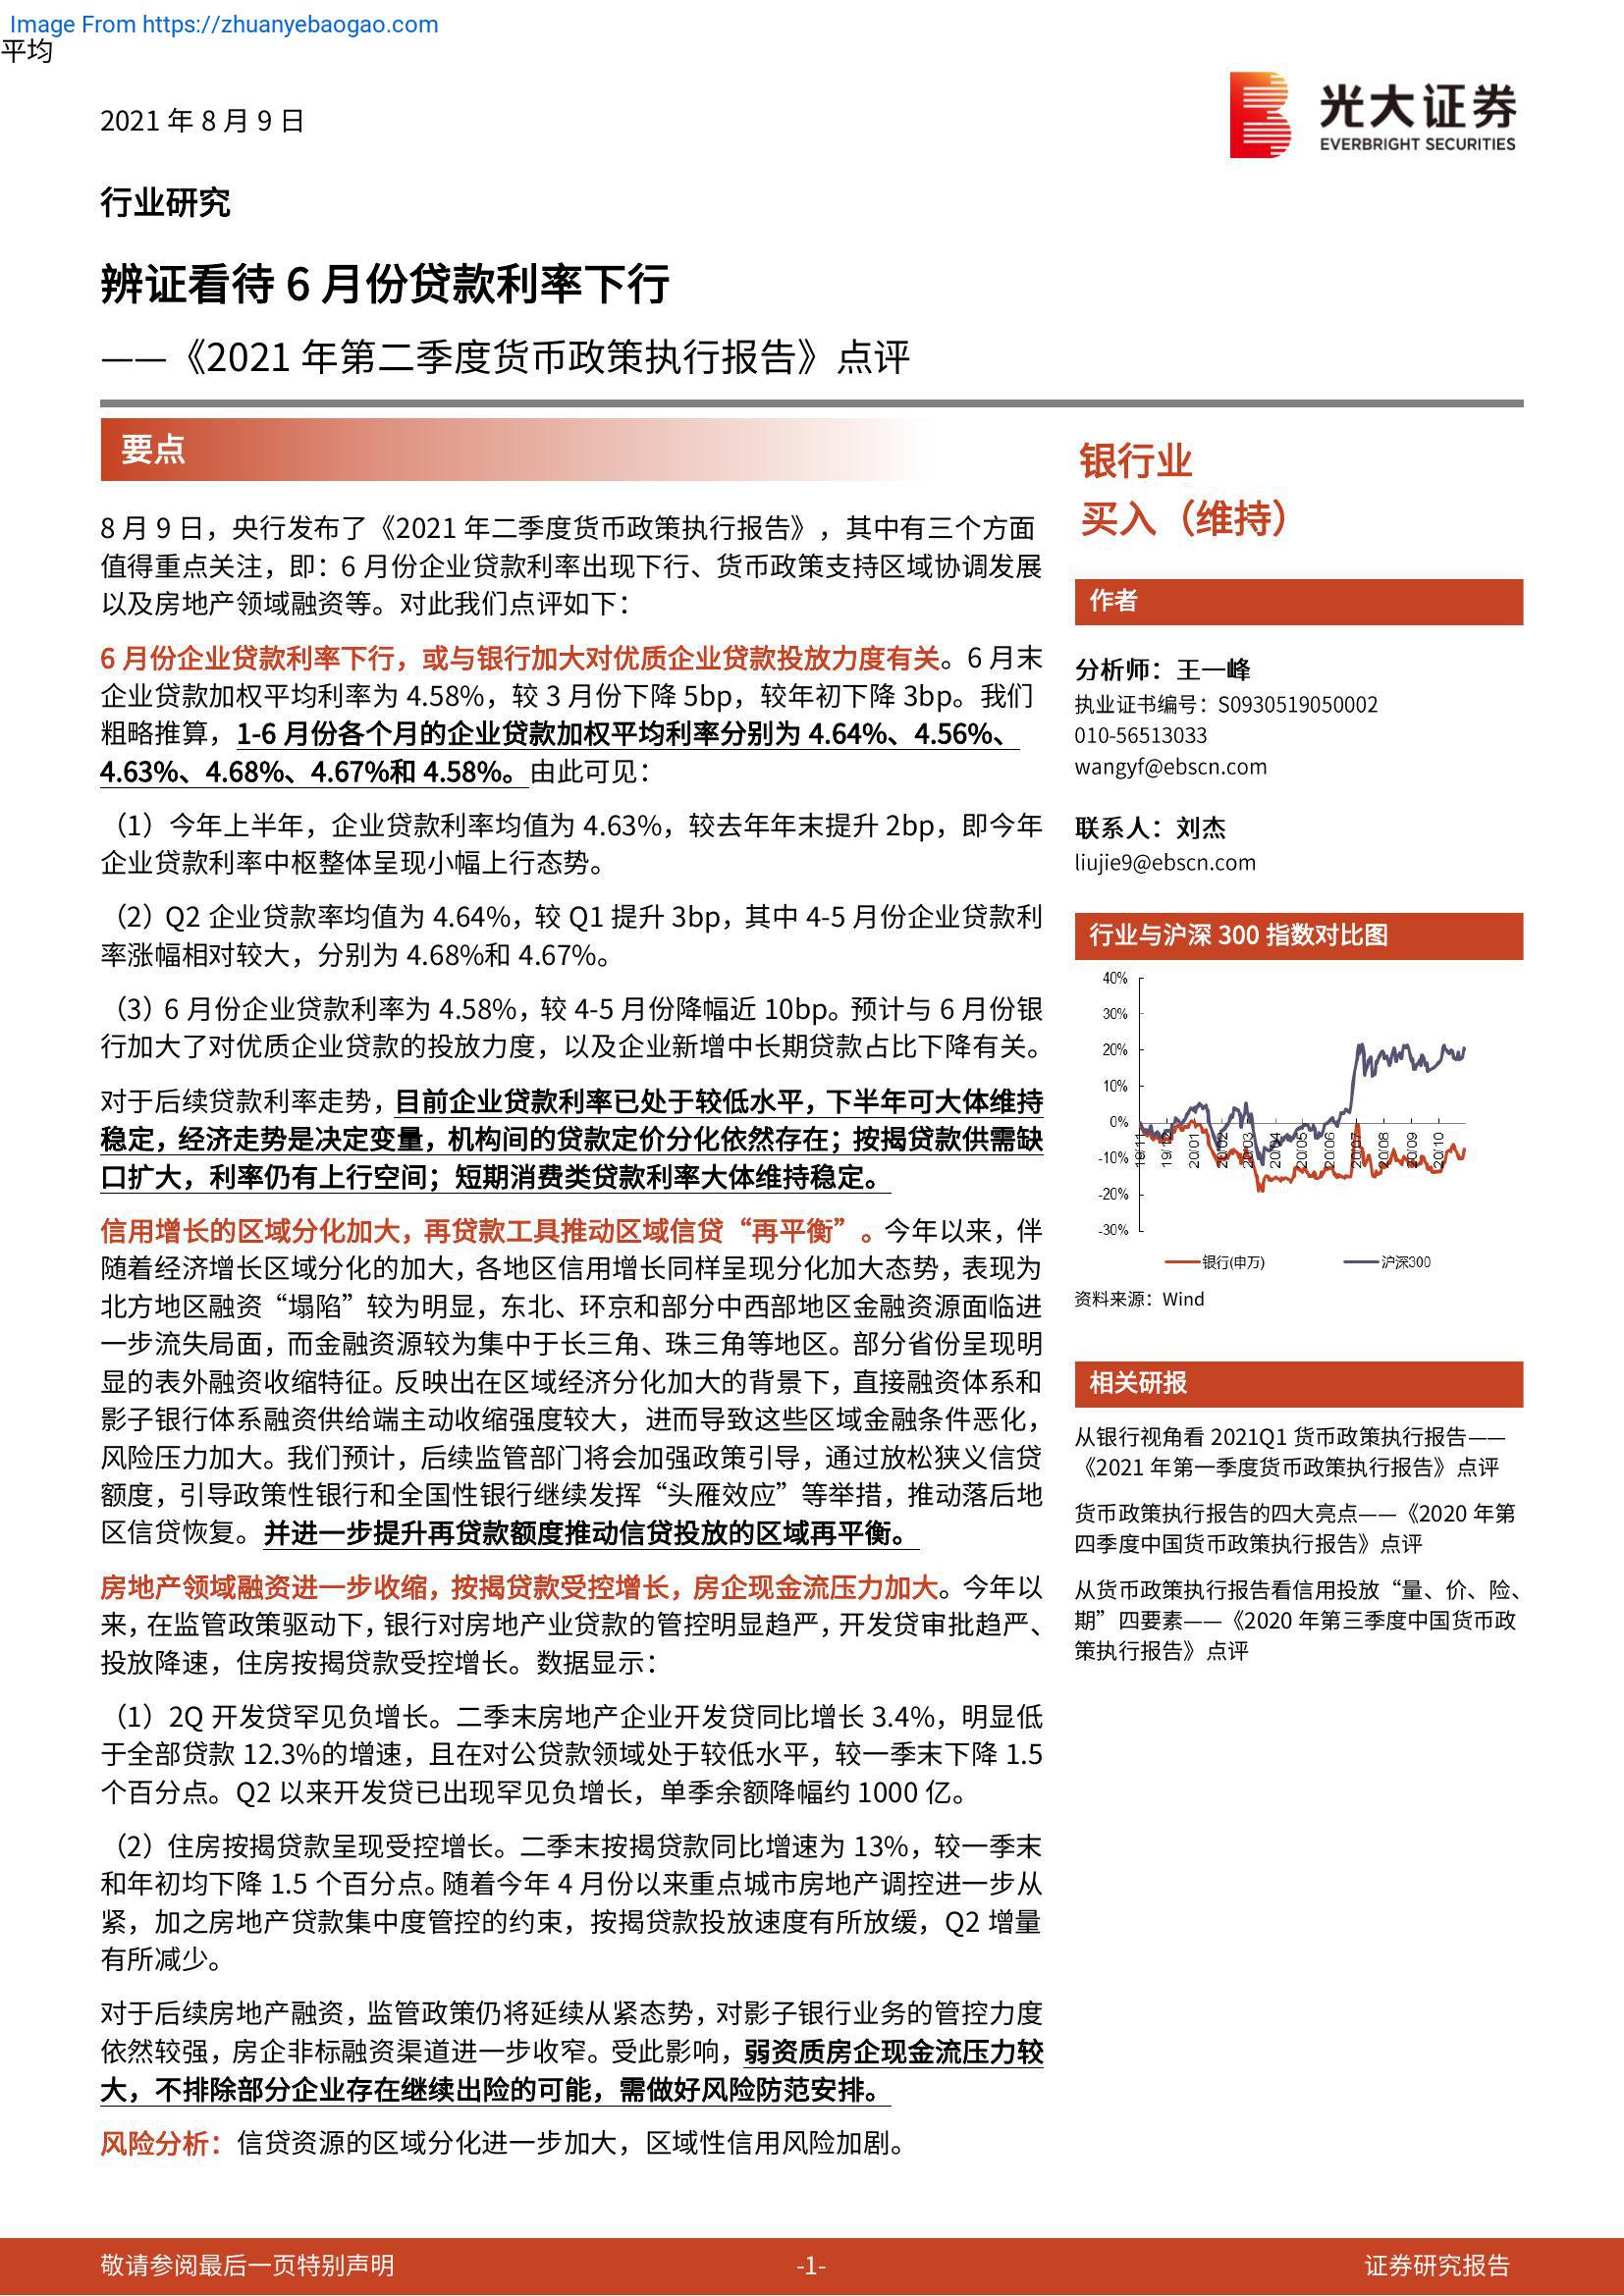 Image From https://zhuanyebaogao.com
平均
2021 年 8 月 9 日
光大证券
EVERBRIGHT SECURITIES
行业研究
辨证看待 6 月份贷款利率下行
——《2021 年第二季度货币政策执行报告》点评
要点
8 月 9 日，央行发布了《2021 年二季度货币政策执行报告》，其中有三个方面
值得重点关注，即：6 月份企业贷款利率出现下行、货币政策支持区域协调发展
以及房地产领域融资等。对此我们点评如下：
6 月份企业贷款利率下行，或与银行加大对优质企业贷款投放力度有关。6 月末
企业贷款加权平均利率为 4.58%，较 3 月份下降 5bp，较年初下降 3bp。我们
粗略推算，1-6 月份各个月的企业贷款加权平均利率分别为 4.64%、4.56%、
4.63%、4.68%、4.67%和 4.58%。由此可见：
（1）今年上半年，企业贷款利率均值为 4.63%，较去年年末提升 2bp，即今年
企业贷款利率中枢整体呈现小幅上行态势。
（2）Q2 企业贷款率均值为 4.64%，较 Q1 提升 3bp，其中 4-5 月份企业贷款利
率涨幅相对较大，分别为 4.68%和 4.67%。
（3）6 月份企业贷款利率为 4.58%，较 4-5 月份降幅近 10bp。预计与 6 月份银
行加大了对优质企业贷款的投放力度，以及企业新增中长期贷款占比下降有关。
对于后续贷款利率走势，目前企业贷款利率已处于较低水平，下半年可大体维持
稳定，经济走势是决定变量，机构间的贷款定价分化依然存在；按揭贷款供需缺
口扩大，利率仍有上行空间；短期消费类贷款利率大体维持稳定。
信用增长的区域分化加大，再贷款工具推动区域信贷“再平衡”。今年以来，伴
随着经济增长区域分化的加大，各地区信用增长同样呈现分化加大态势，表现为
北方地区融资“塌陷”较为明显，东北、环京和部分中西部地区金融资源面临进
一步流失局面，而金融资源较为集中于长三角、珠三角等地区。部分省份呈现明
显的表外融资收缩特征。反映出在区域经济分化加大的背景下，直接融资体系和
影子银行体系融资供给端主动收缩强度较大，进而导致这些区域金融条件恶化，
风险压力加大。我们预计，后续监管部门将会加强政策引导，通过放松狭义信贷
额度，引导政策性银行和全国性银行继续发挥“头雁效应”等举措，推动落后地
区信贷恢复。并进一步提升再贷款额度推动信贷投放的区域再平衡。
房地产领域融资进一步收缩，按揭贷款受控增长，房企现金流压力加大。今年以
来，在监管政策驱动下，银行对房地产业贷款的管控明显趋严，开发贷审批趋严、
投放降速，住房按揭贷款受控增长。数据显示：
（1）2Q 开发贷罕见负增长。二季末房地产企业开发贷同比增长 3.4%，明显低
于全部贷款 12.3%的增速，且在对公贷款领域处于较低水平，较一季末下降 1.5
个百分点。Q2 以来开发贷已出现罕见负增长，单季余额降幅约 1000 亿。
（2）住房按揭贷款呈现受控增长。二季末按揭贷款同比增速为 13%，较一季末
和年初均下降 1.5 个百分点。随着今年 4 月份以来重点城市房地产调控进一步从
紧，加之房地产贷款集中度管控的约束，按揭贷款投放速度有所放缓，Q2 增量
有所减少。
对于后续房地产融资，监管政策仍将延续从紧态势，对影子银行业务的管控力度
依然较强，房企非标融资渠道进一步收窄。受此影响，弱资质房企现金流压力较
大，不排除部分企业存在继续出险的可能，需做好风险防范安排。
风险分析：信贷资源的区域分化进一步加大，区域性信用风险加剧。
银行业
买入（维持）
作者
分析师：王一峰
执业证书编号：S0930519050002
010-56513033
wangyf@ebscn.com
联系人：刘杰
liujie9@ebscn.com
行业与沪深 300 指数对比图
40%
30%
20%
10%
0%
-10%
-20%
-30%
19/11 19/12 20/01 20/02 20/03 20/04 20/05 20/06 20/07 20/08 20/09 20/10
银行(申万) 沪深300
资料来源：Wind
相关研报
从银行视角看 2021Q1 货币政策执行报告——
《2021 年第一季度货币政策执行报告》点评
货币政策执行报告的四大亮点——《2020 年第
四季度中国货币政策执行报告》点评
从货币政策执行报告看信用投放“量、价、险、
期”四要素——《2020 年第三季度中国货币政
策执行报告》点评
敬请参阅最后一页特别声明
-1-
证券研究报告